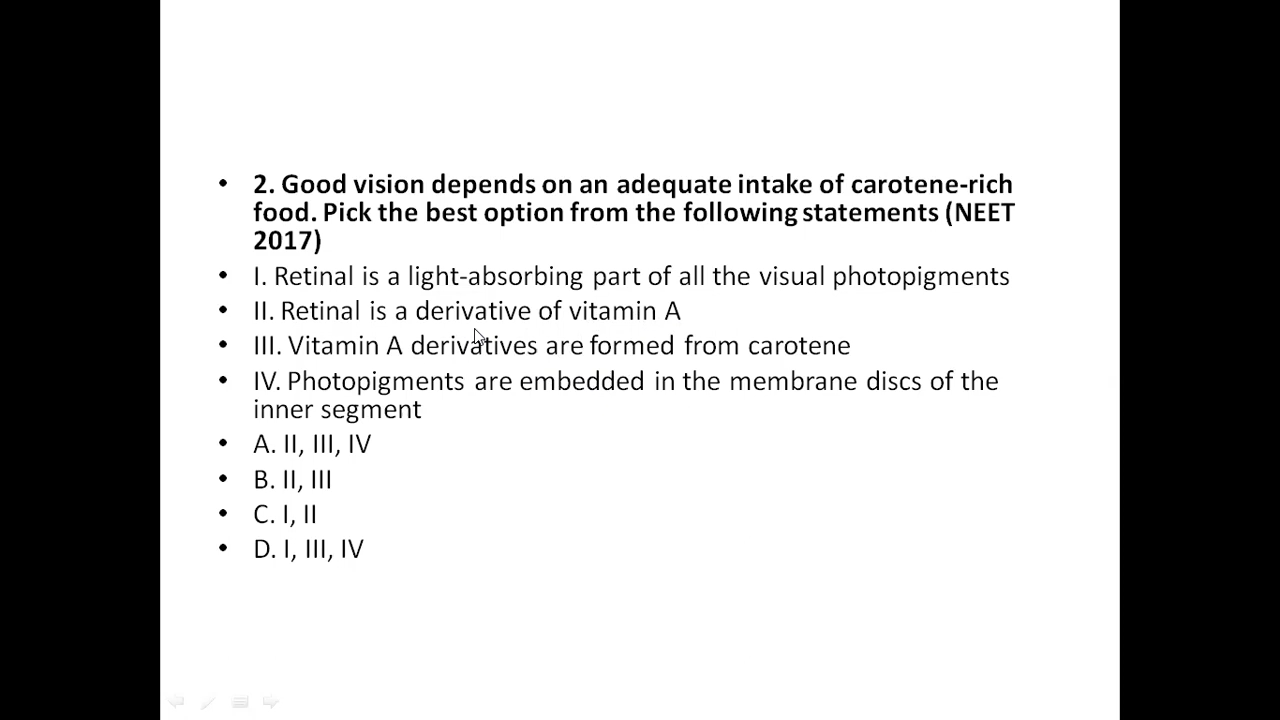 • 2. Good vision depends on an adequate intake of carotene-rich
food. Pick the best option from the following statements (NEET
2017)
• I. Retinal is a light-absorbing part of all the visual photopigments
• II. Retinal is a derivative of vitamin A
• III. Vitamin A derivatives are formed from carotene
• IV. Photopigments are embedded in the membrane discs of the
inner segment
• A. II, III, IV
• B. II, III
• C. I, II
• D. I, III, IV